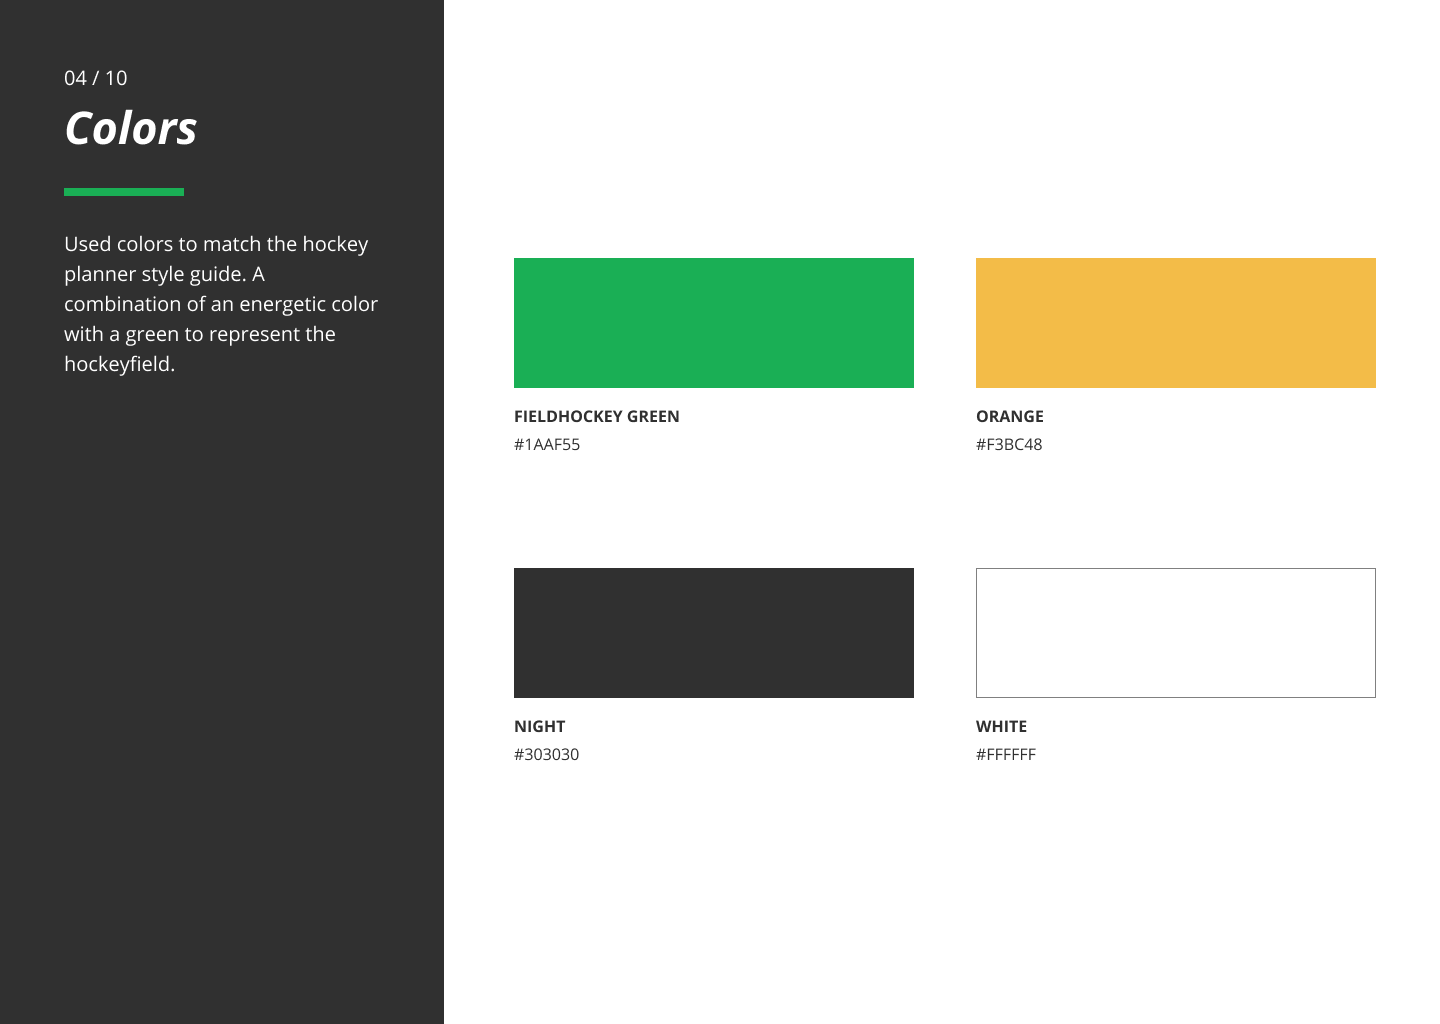 04 / 10
Colors
Used colors to match the hockey
planner style guide. A
combination of an energetic color
with a green to represent the
hockeyfield.
FIELDHOCKEY GREEN
#1AAF55
ORANGE
#F3BC48
NIGHT
#303030
WHITE
#FFFFFF